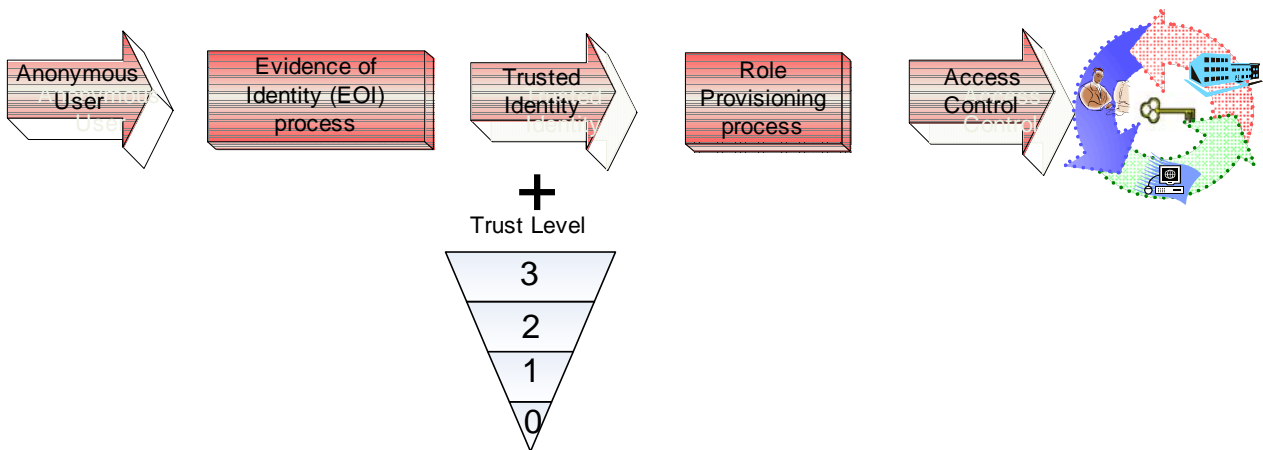 Anonymous
User
Evidence of
Identity (EOI)
process
Trusted
Identity
Role
Provisioning
process
Access
Control
+
Trust Level
3
2
1
0